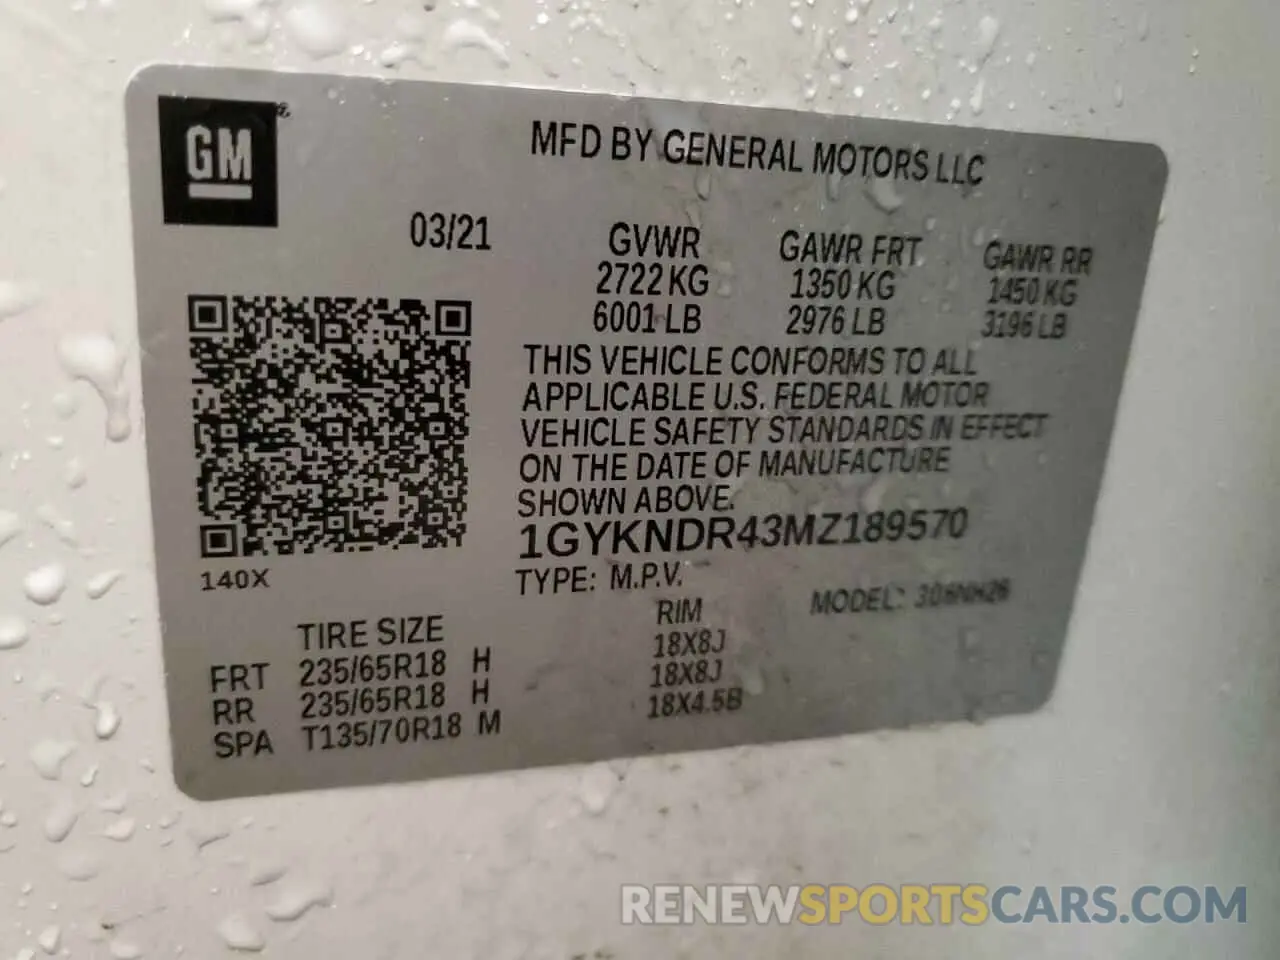 GM®
MFD BY GENERAL MOTORS LLC
03/21
GVWR GAWR FRT GAWR RR
2722 KG 1350 KG 1450 KG
6001 LB 2976 LB 3196 LB
THIS VEHICLE CONFORMS TO ALL
APPLICABLE U.S. FEDERAL MOTOR
VEHICLE SAFETY STANDARDS IN EFFECT
ON THE DATE OF MANUFACTURE
SHOWN ABOVE.
1GYKNDR43MZ189570
140X
TYPE: M.P.V.
MODEL:
TIRE SIZE RIM
FRT 235/65R18 H 18X8J
RR 235/65R18 H 18X8J
SPA T135/70R18 M 18X4.5B
RENEWSPORTSCARS.COM